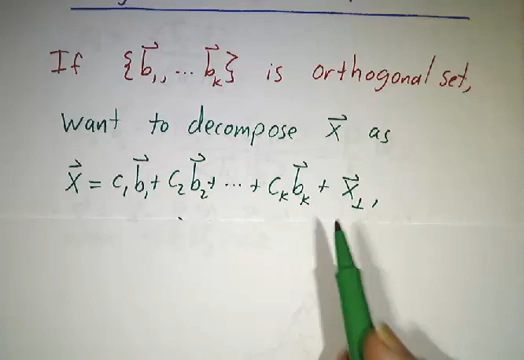 If {b⃗₁, ... b⃗ₖ} is orthogonal set,
want to decompose x⃗ as
x⃗ = c₁b⃗₁ + c₂b⃗₂ + ... + cₖb⃗ₖ + x⃗⊥,